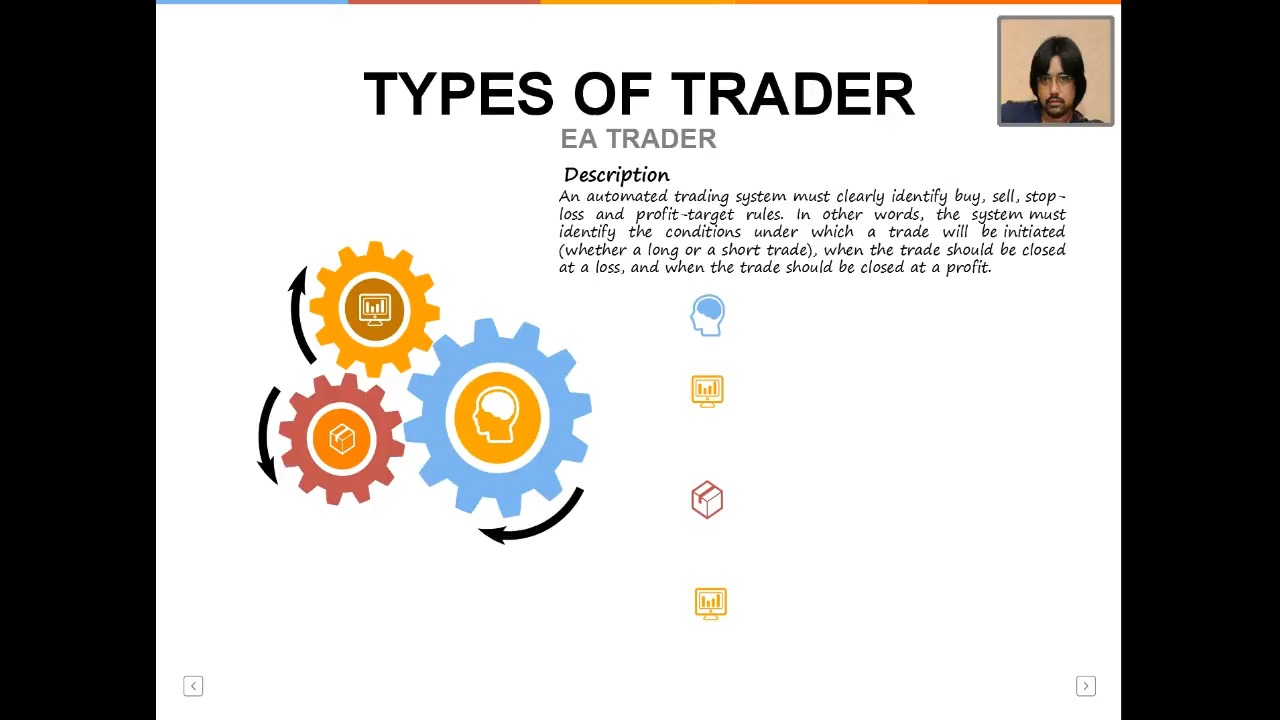 TYPES OF TRADER
EA TRADER
Description
An automated trading system must clearly identify buy, sell, stop-
loss and profit-target rules. In other words, the system must
identify the conditions under which a trade will be initiated
(whether a long or a short trade), when the trade should be closed
at a loss, and when the trade should be closed at a profit.